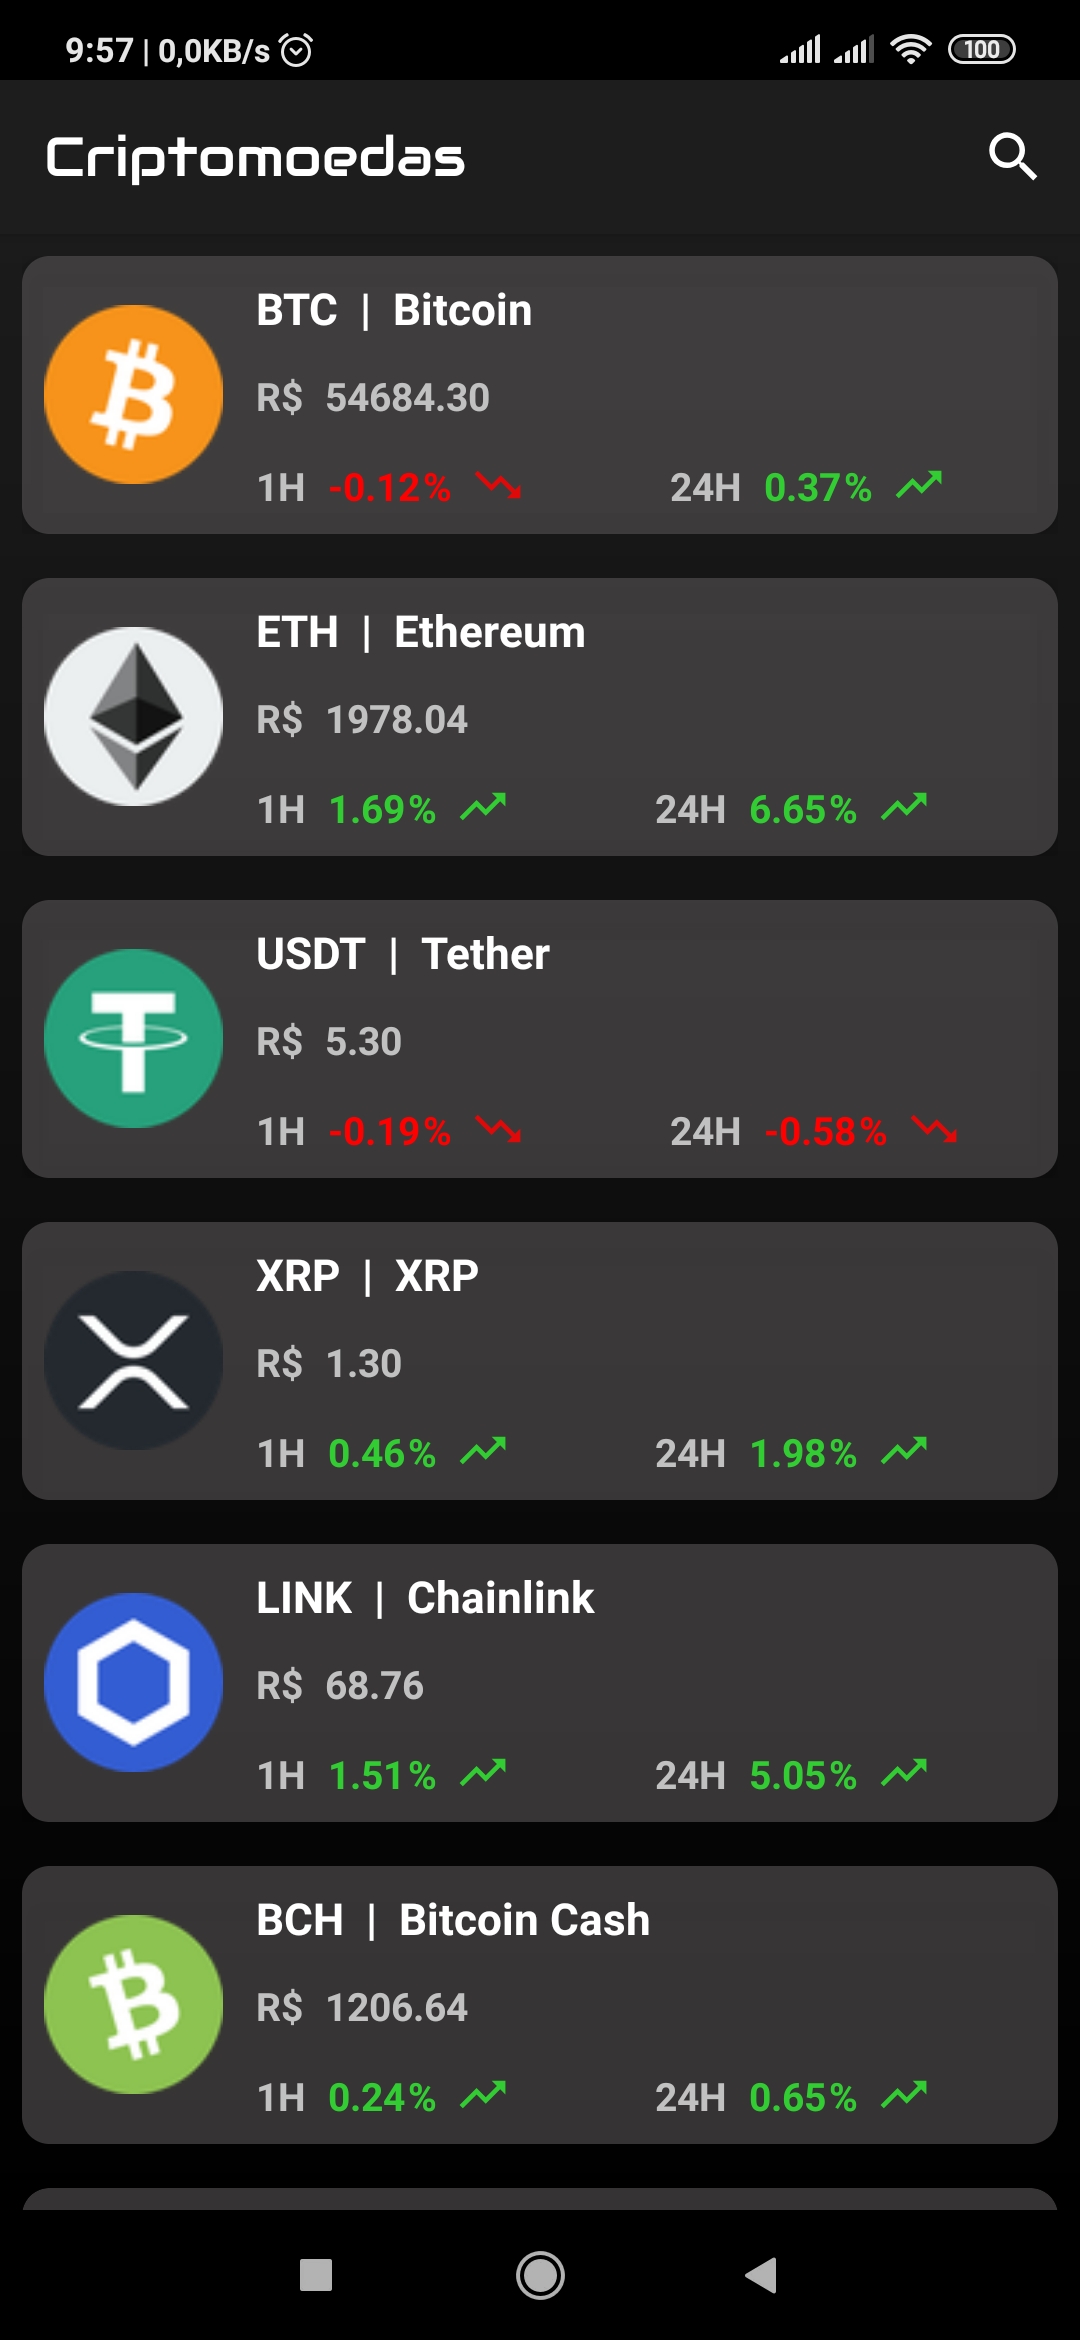 9:57 | 0,0KB/s 100
Criptomoedas
BTC | Bitcoin
R$ 54684.30
1H -0.12% 24H 0.37%
ETH | Ethereum
R$ 1978.04
1H 1.69% 24H 6.65%
USDT | Tether
R$ 5.30
1H -0.19% 24H -0.58%
XRP | XRP
R$ 1.30
1H 0.46% 24H 1.98%
LINK | Chainlink
R$ 68.76
1H 1.51% 24H 5.05%
BCH | Bitcoin Cash
R$ 1206.64
1H 0.24% 24H 0.65%